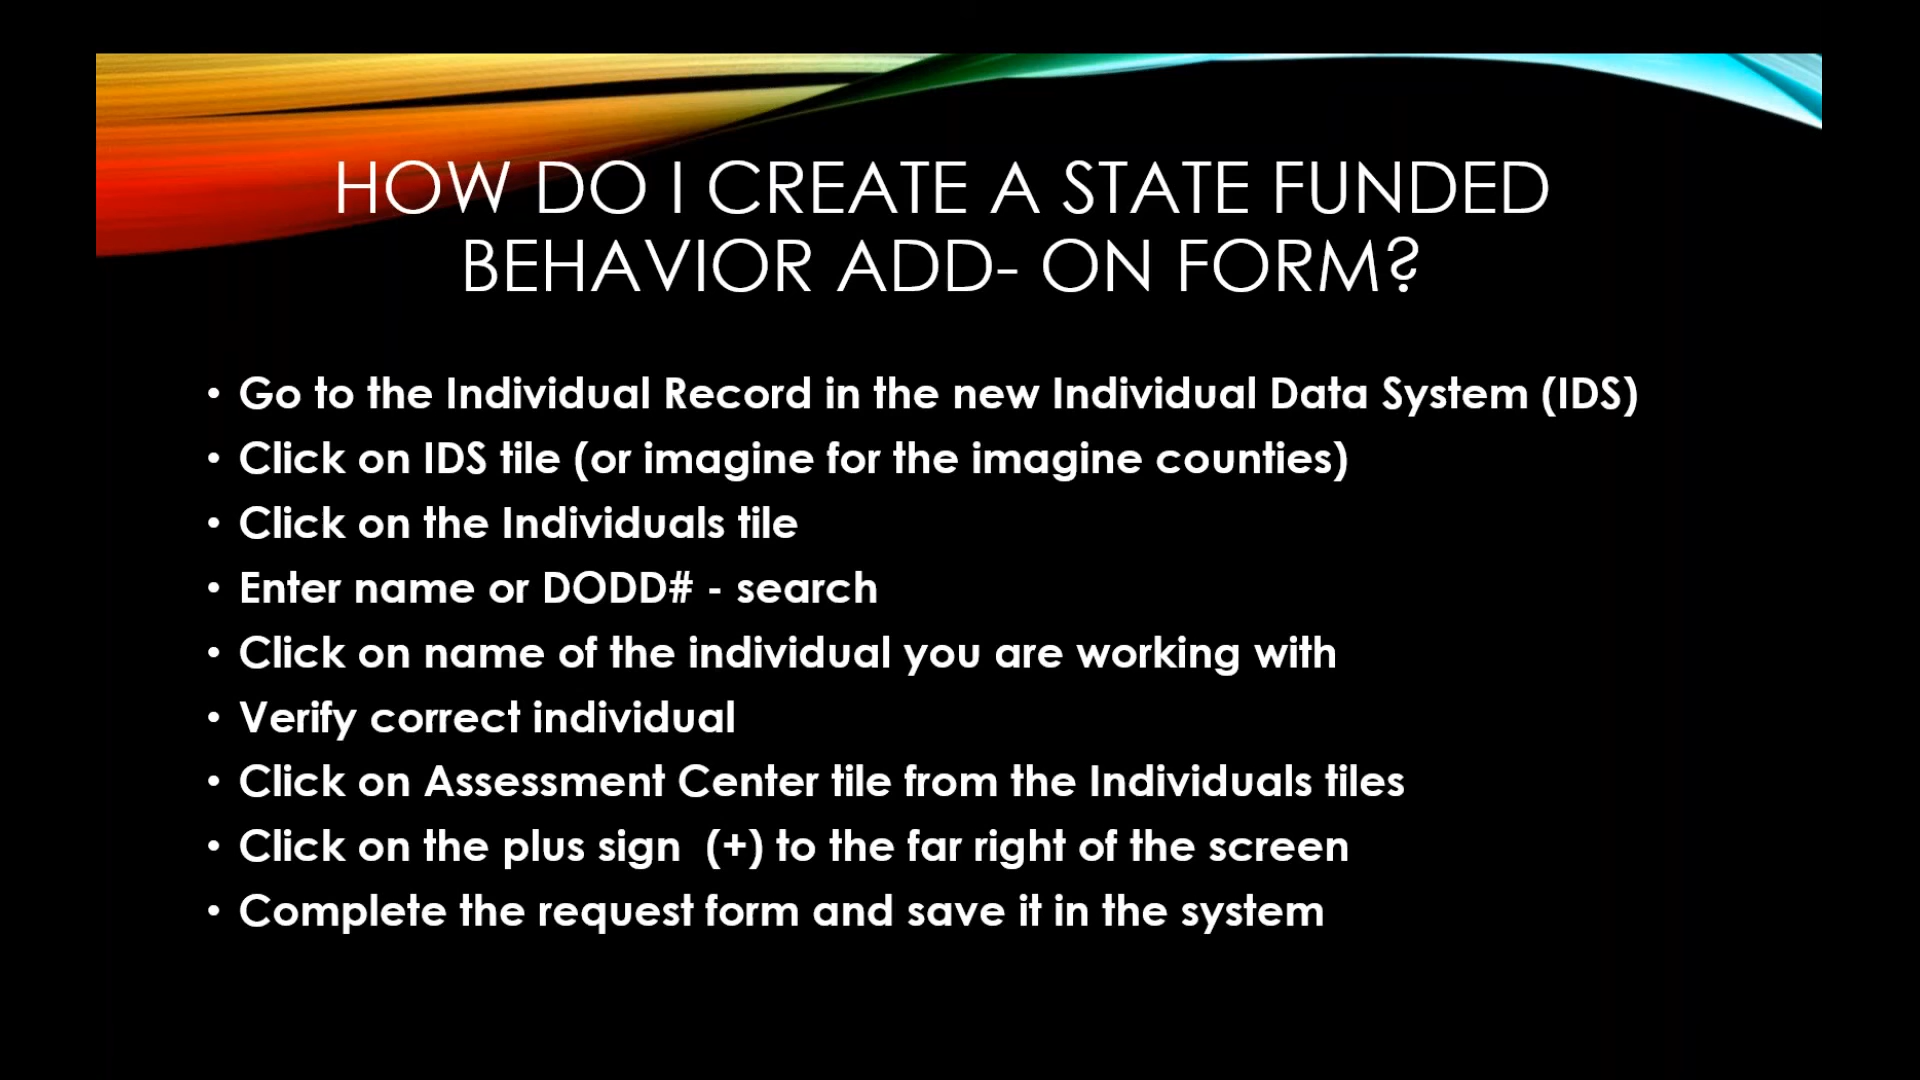 HOW DO I CREATE A STATE FUNDED
BEHAVIOR ADD- ON FORM?
• Go to the Individual Record in the new Individual Data System (IDS)
• Click on IDS tile (or imagine for the imagine counties)
• Click on the Individuals tile
• Enter name or DODD# - search
• Click on name of the individual you are working with
• Verify correct individual
• Click on Assessment Center tile from the Individuals tiles
• Click on the plus sign  (+) to the far right of the screen
• Complete the request form and save it in the system